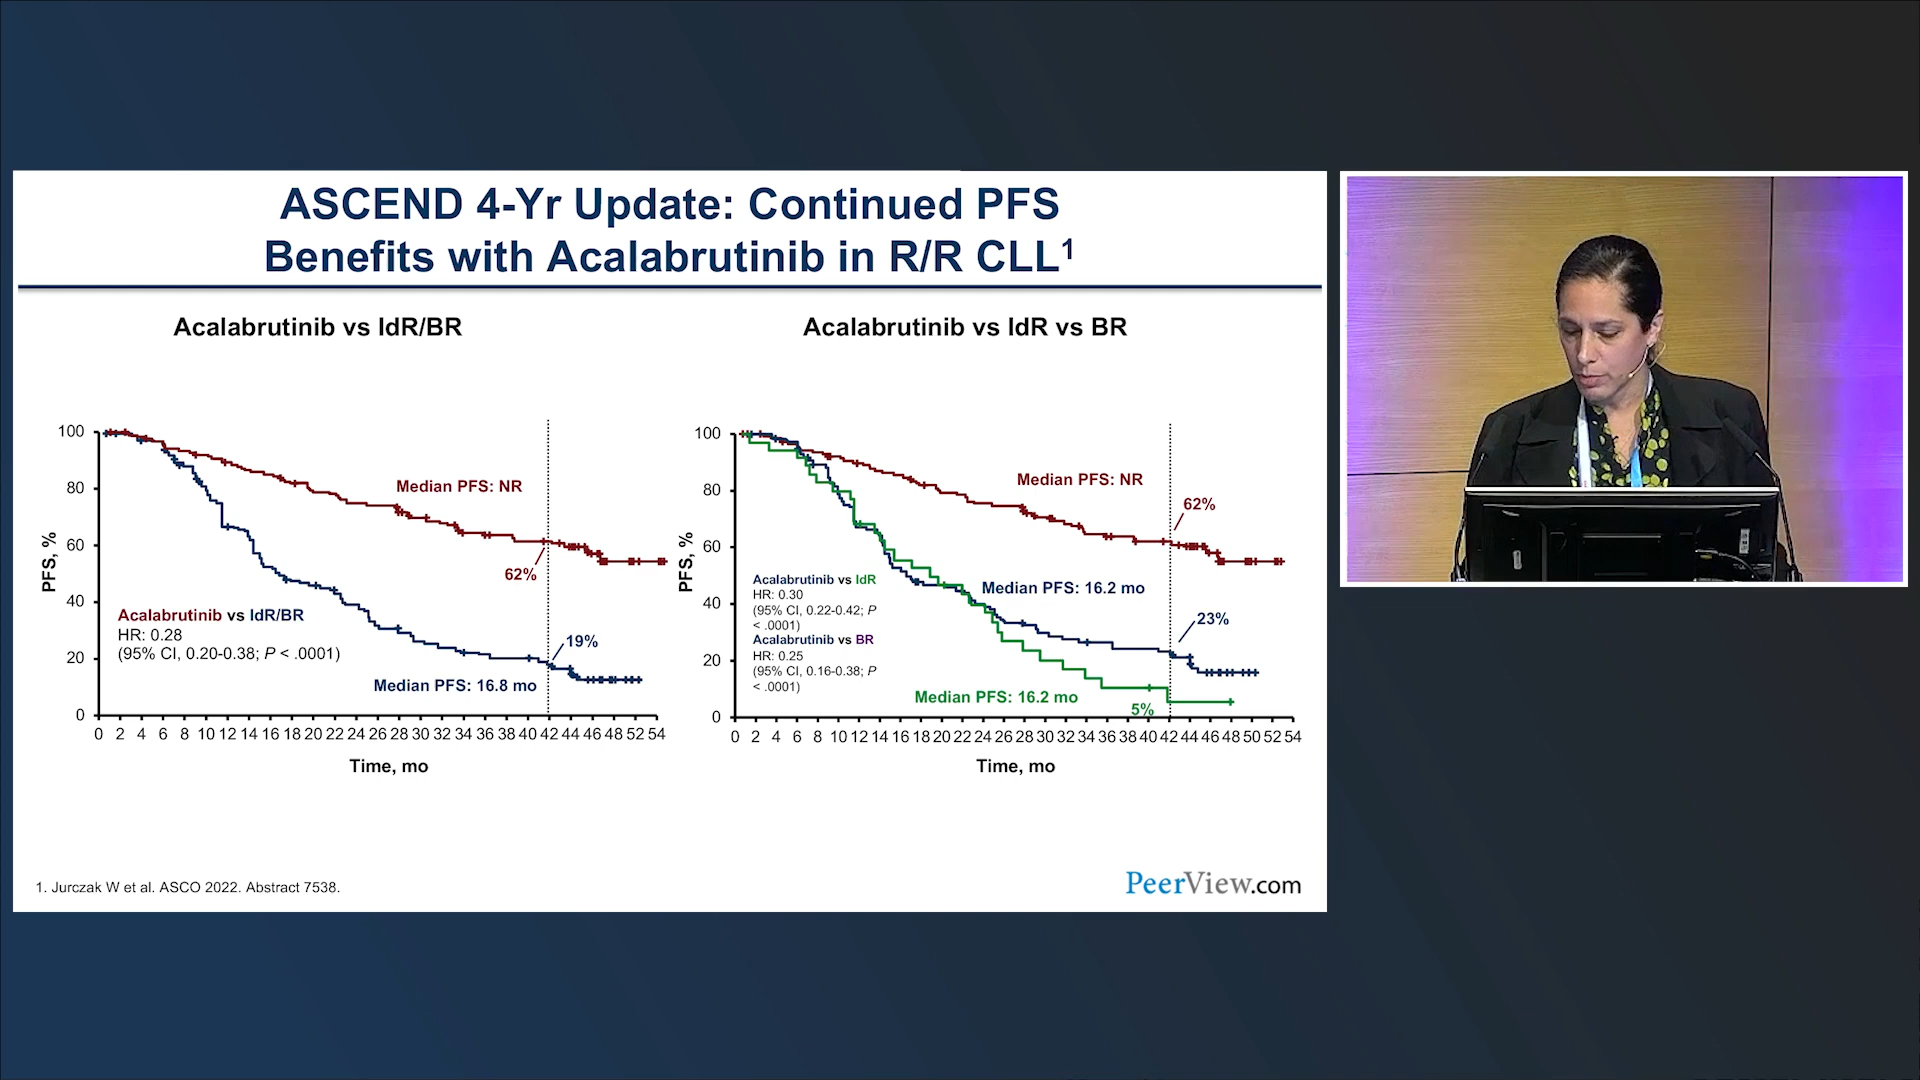 ASCEND 4-Yr Update: Continued PFS
Benefits with Acalabrutinib in R/R CLL1
Acalabrutinib vs IdR/BR
100
80
60
40
20
0
PFS, %
Median PFS: NR
62%
Acalabrutinib vs IdR/BR
HR: 0.28
(95% CI, 0.20-0.38; P < .0001)
19%
Median PFS: 16.8 mo
0 2 4 6 8 10 12 14 16 18 20 22 24 26 28 30 32 34 36 38 40 42 44 46 48 50 52 54
Time, mo
Acalabrutinib vs IdR vs BR
100
80
60
40
20
0
PFS, %
Median PFS: NR
62%
Acalabrutinib vs IdR
HR: 0.30
(95% CI, 0.22-0.42; P
< .0001)
Acalabrutinib vs BR
HR: 0.25
(95% CI, 0.16-0.38; P
< .0001)
Median PFS: 16.2 mo
23%
Median PFS: 16.2 mo
5%
0 2 4 6 8 10 12 14 16 18 20 22 24 26 28 30 32 34 36 38 40 42 44 46 48 50 52 54
Time, mo
1. Jurczak W et al. ASCO 2022. Abstract 7538.
PeerView.com